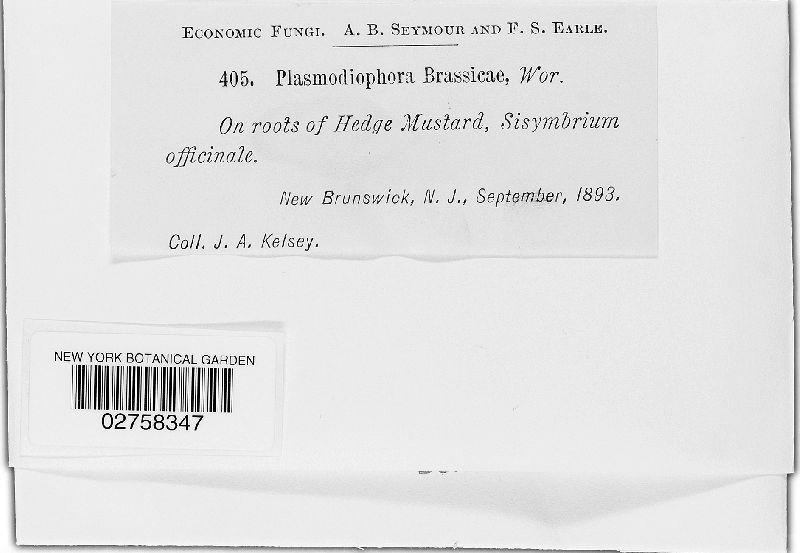 Economic Fungi. A. B. Seymour and F. S. Earle.
405. Plasmodiophora Brassicae, Wor.
On roots of Hedge Mustard, Sisymbrium
officinale.
New Brunswick, N. J., September, 1893.
Coll. J. A. Kelsey.
NEW YORK BOTANICAL GARDEN
02758347